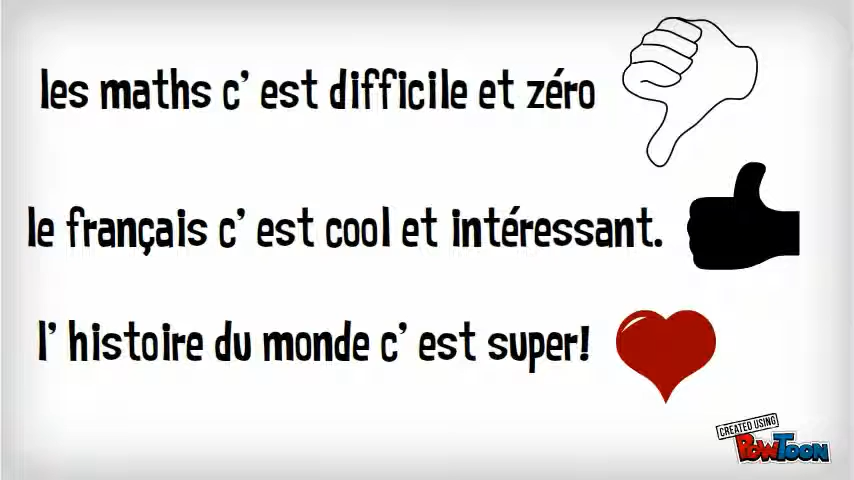 les maths c' est difficile et zéro
le français c' est cool et intéressant.
l' histoire du monde c' est super!
CREATED USING
POWTOON